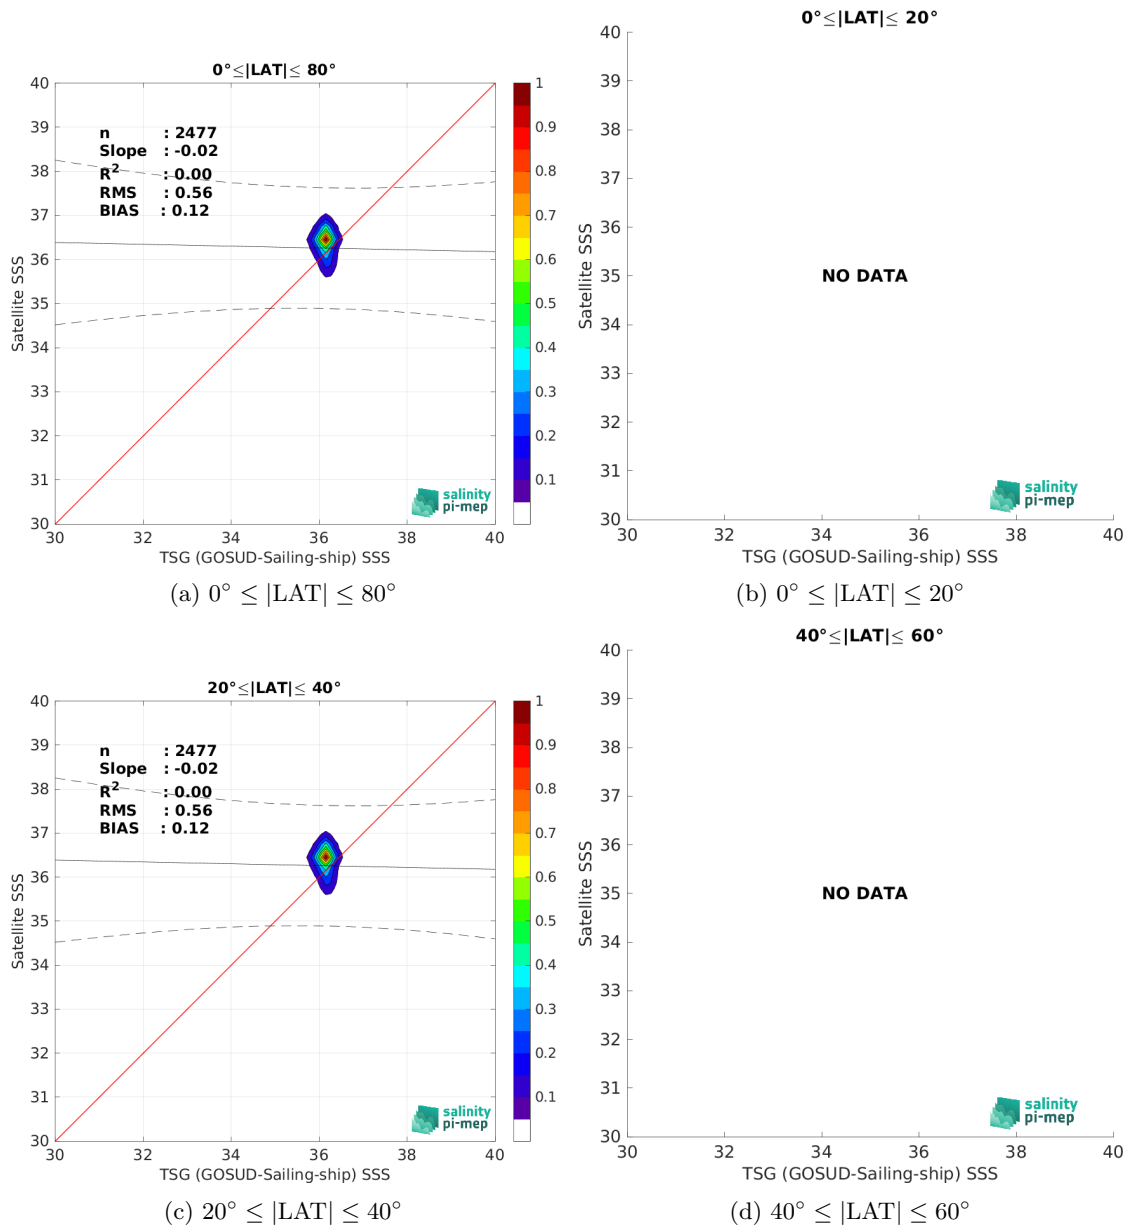 0°≤|LAT|≤ 80°
40
39
38
37
36
35
34
33
32
31
30
Satellite SSS
n : 2477
Slope : -0.02
R² : 0.00
RMS : 0.56
BIAS : 0.12
1
0.9
0.8
0.7
0.6
0.5
0.4
0.3
0.2
0.1
salinity
pi-mep
30 32 34 36 38 40
TSG (GOSUD-Sailing-ship) SSS
(a) 0° ≤ |LAT| ≤ 80°
0°≤|LAT|≤ 20°
40
39
38
37
36
35
34
33
32
31
30
Satellite SSS
NO DATA
salinity
pi-mep
30 32 34 36 38 40
TSG (GOSUD-Sailing-ship) SSS
(b) 0° ≤ |LAT| ≤ 20°
20°≤|LAT|≤ 40°
40
39
38
37
36
35
34
33
32
31
30
Satellite SSS
n : 2477
Slope : -0.02
R² : 0.00
RMS : 0.56
BIAS : 0.12
1
0.9
0.8
0.7
0.6
0.5
0.4
0.3
0.2
0.1
salinity
pi-mep
30 32 34 36 38 40
TSG (GOSUD-Sailing-ship) SSS
(c) 20° ≤ |LAT| ≤ 40°
40°≤|LAT|≤ 60°
40
39
38
37
36
35
34
33
32
31
30
Satellite SSS
NO DATA
salinity
pi-mep
30 32 34 36 38 40
TSG (GOSUD-Sailing-ship) SSS
(d) 40° ≤ |LAT| ≤ 60°